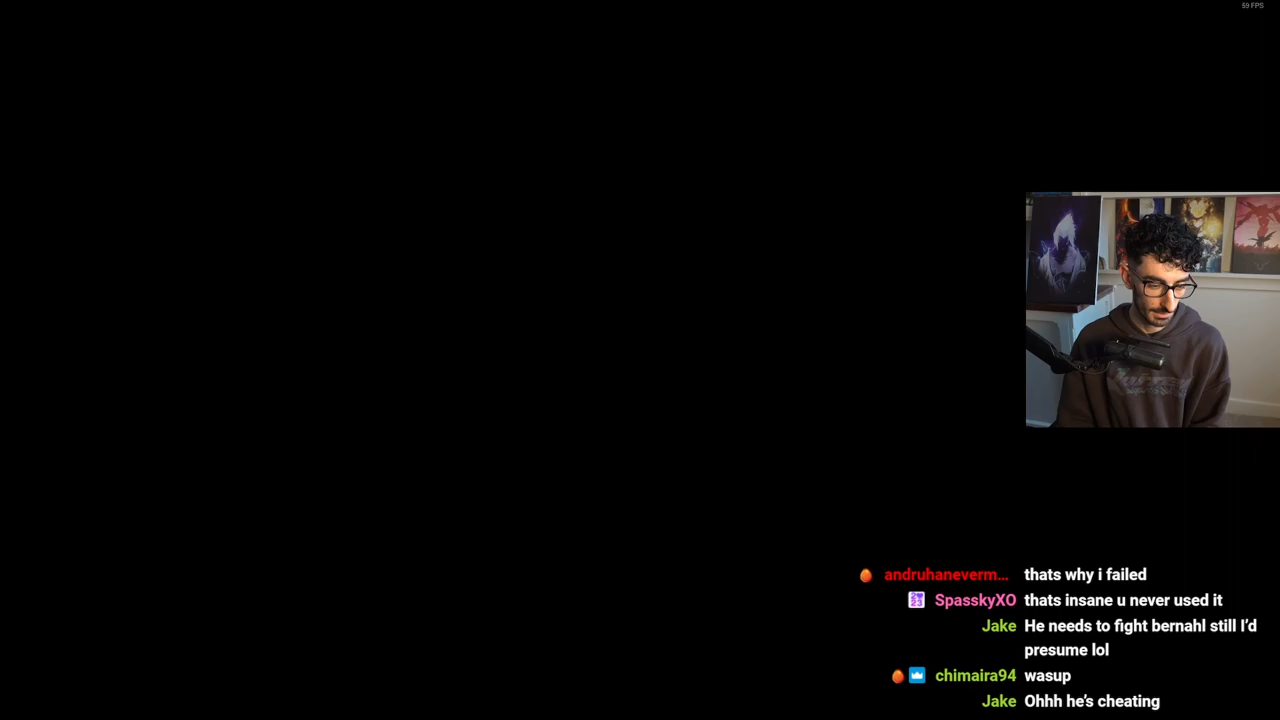 59 FPS
andruhaneverm... thats why i failed
SpasskyXO thats insane u never used it
Jake He needs to fight bernahl still I'd
presume lol
chimaira94 wasup
Jake Ohhh he's cheating